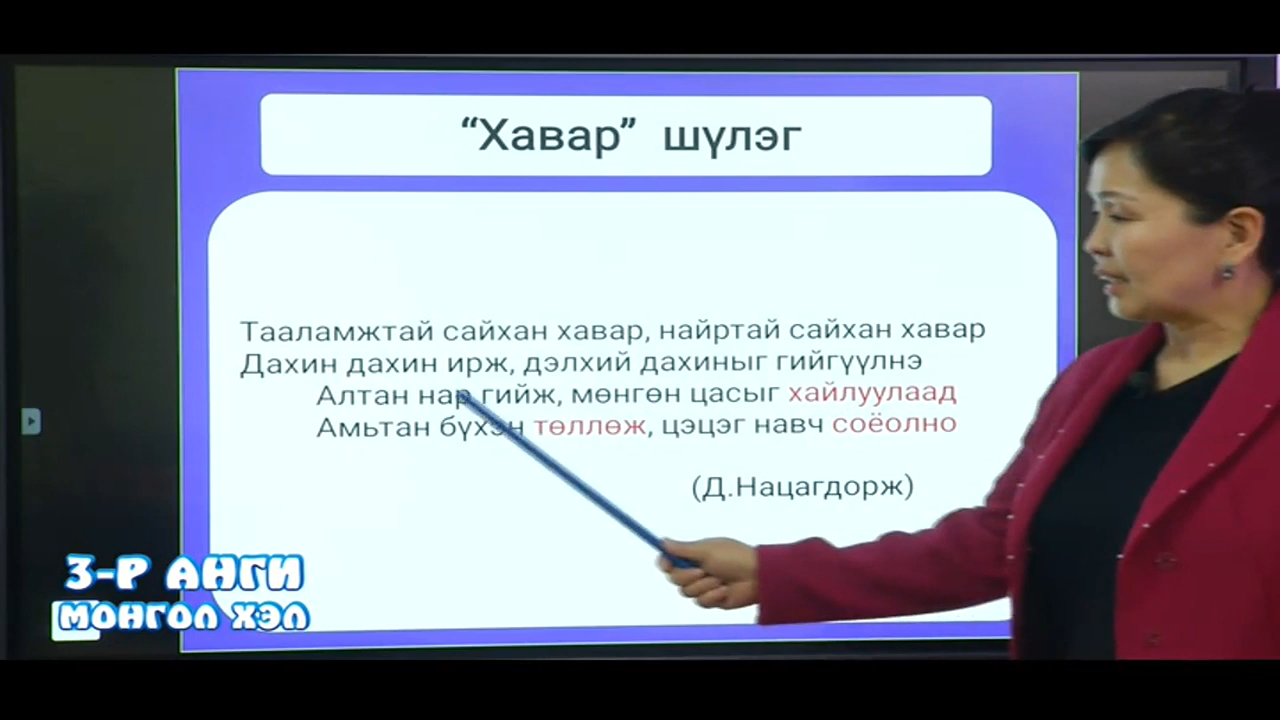 “Хавар” шүлэг
Тааламжтай сайхан хавар, найртай сайхан хавар
Дахин дахин ирж, дэлхий дахиныг гийгүүлнэ
Алтан нар гийж, мөнгөн цасыг хайлуулаад
Амьтан бүхэн төллөж, цэцэг навч соёолно
(Д.Нацагдорж)
3-Р АНГИ
МОНГОЛ ХЭЛ